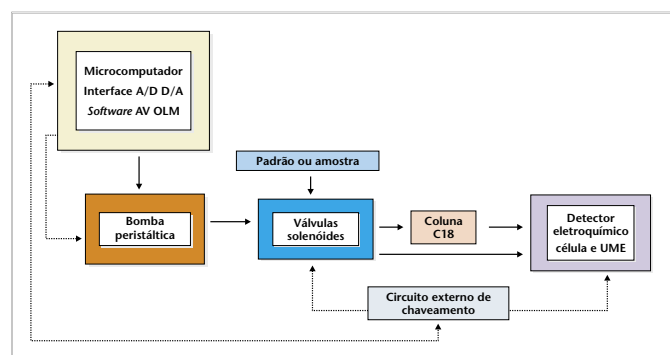 Microcomputador
Interface A/D D/A
Software AV OLM
Padrão ou amostra
Bomba
peristáltica
Válvulas
solenóides
Coluna
C18
Detector
eletroquímico
célula e UME
Circuito externo de
chaveamento